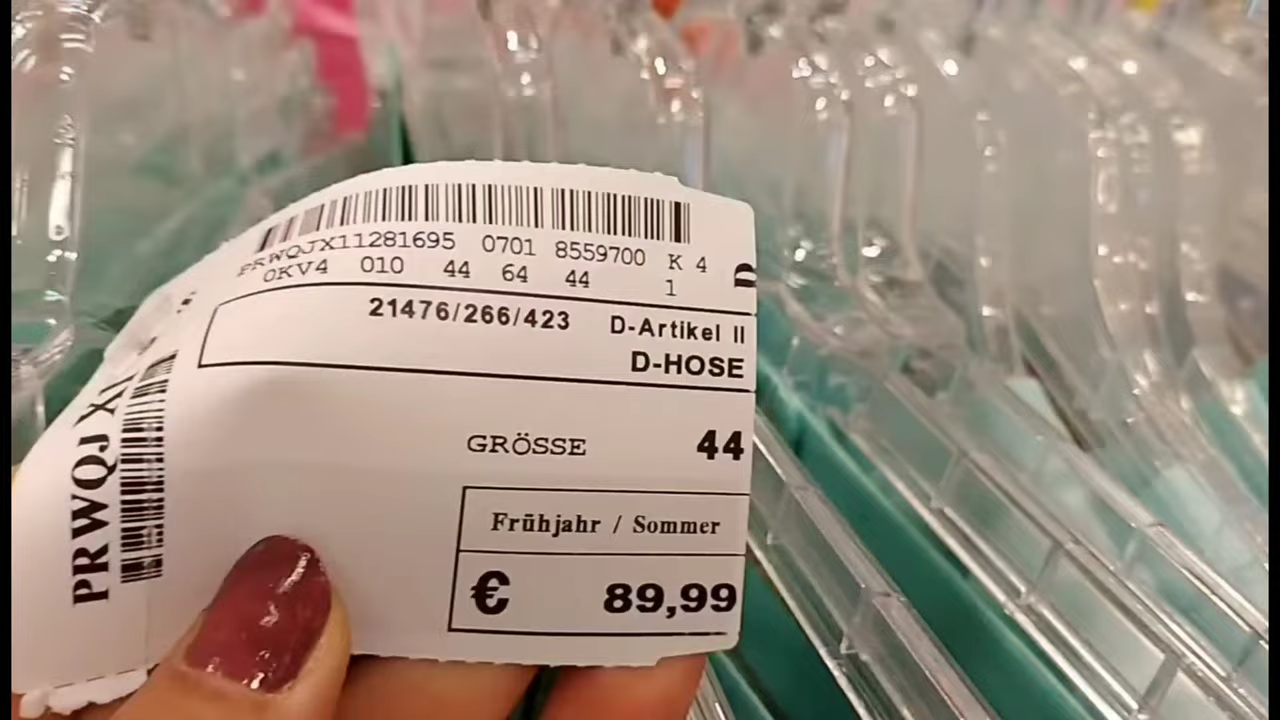 PRWQJX11281695 0701 8559700 K 4
0KV4 010 44 64 44 1
21476/266/423 D-Artikel II
D-HOSE
GRÖSSE 44
Frühjahr / Sommer
€ 89,99
PRWQJ